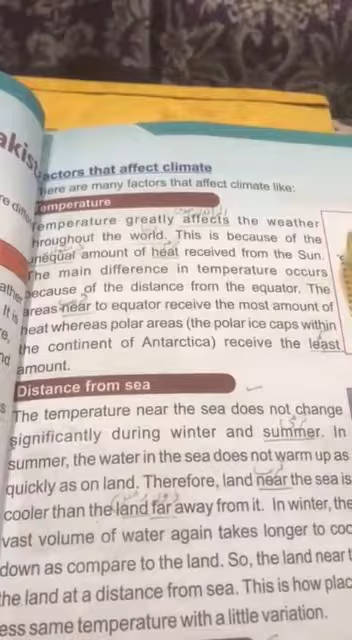 akis
Factors that affect climate
There are many factors that affect climate like:
Temperature
Temperature greatly affects the weather
throughout the world. This is because of the
unequal amount of heat received from the Sun.
The main difference in temperature occurs
because of the distance from the equator. The
areas near to equator receive the most amount of
heat whereas polar areas (the polar ice caps within
the continent of Antarctica) receive the least
amount.
Distance from sea
The temperature near the sea does not change
significantly during winter and summer. In
summer, the water in the sea does not warm up as
quickly as on land. Therefore, land near the sea is
cooler than the land far away from it. In winter, the
vast volume of water again takes longer to coo
down as compare to the land. So, the land near t
the land at a distance from sea. This is how plac
ess same temperature with a little variation.